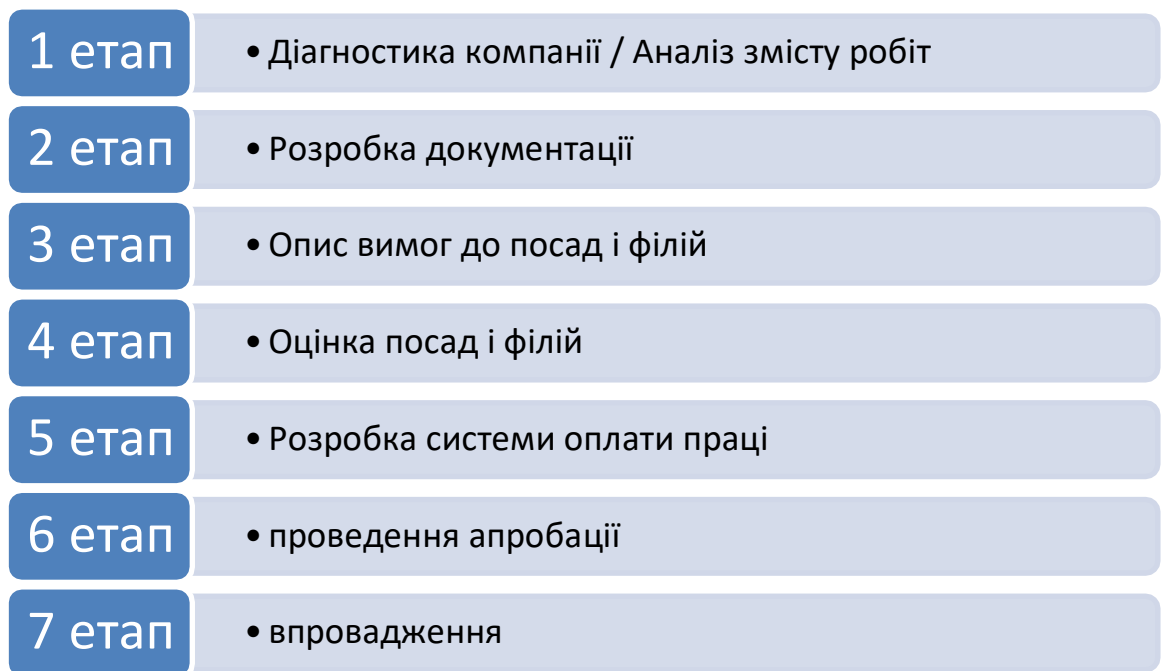 1 етап
• Діагностика компанії / Аналіз змісту робіт
2 етап
• Розробка документації
3 етап
• Опис вимог до посад і філій
4 етап
• Оцінка посад і філій
5 етап
• Розробка системи оплати праці
6 етап
• проведення апробації
7 етап
• впровадження